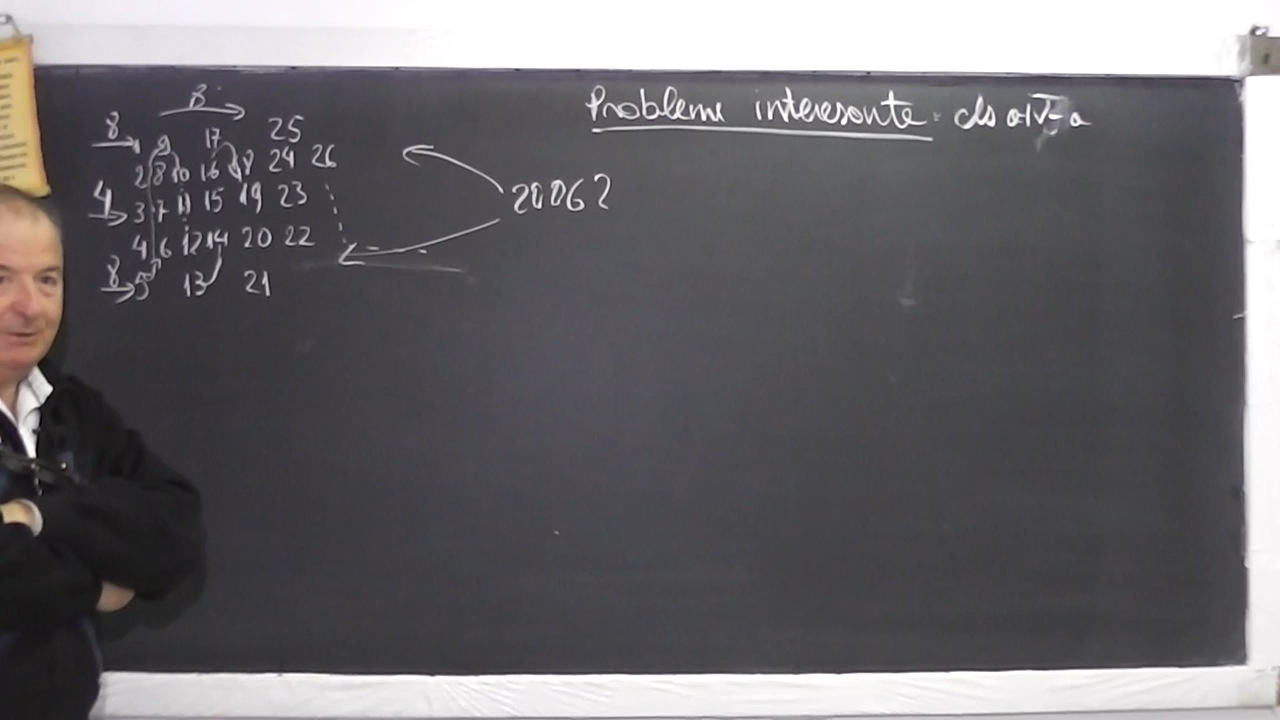 Probleme interesante cls a IV-a
8
8 1 9 17 25
2 8 10 16 18 24 26
4 3 7 11 15 19 23
2006?
4 6 12 14 20 22
8 5 13 21